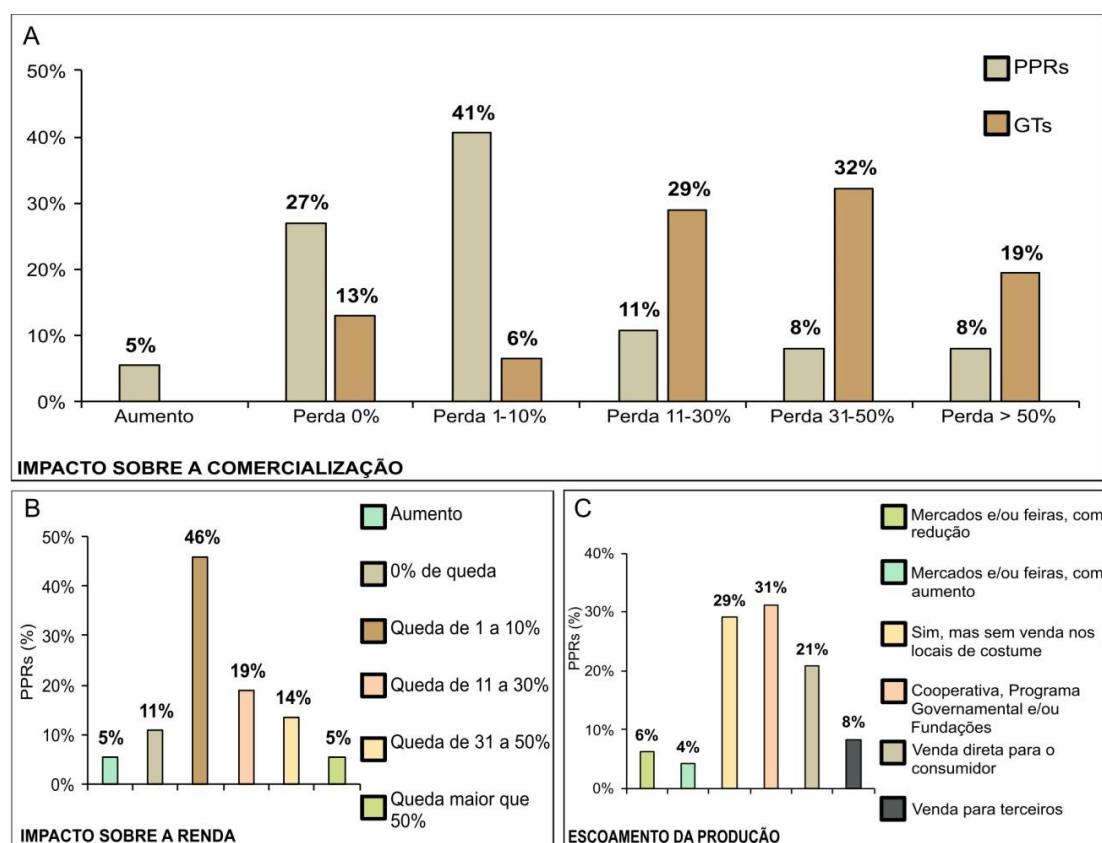 A
50%
40%
30%
20%
10%
0%
PPRs
GTs
5%
27%
13%
41%
6%
11%
29%
8%
32%
8%
19%
Aumento
Perda 0%
Perda 1-10%
Perda 11-30%
Perda 31-50%
Perda > 50%
IMPACTO SOBRE A COMERCIALIZAÇÃO
B
PPRs (%)
50%
40%
30%
20%
10%
0%
5%
11%
46%
19%
14%
5%
Aumento
0% de queda
Queda de 1 a 10%
Queda de 11 a 30%
Queda de 31 a 50%
Queda maior que
50%
IMPACTO SOBRE A RENDA
C
PPRs (%)
40%
30%
20%
10%
0%
6%
4%
29%
31%
21%
8%
Mercados e/ou feiras, com
redução
Mercados e/ou feiras, com
aumento
Sim, mas sem venda nos
locais de costume
Cooperativa, Programa
Governamental e/ou
Fundações
Venda direta para o
consumidor
Venda para terceiros
ESCOAMENTO DA PRODUÇÃO